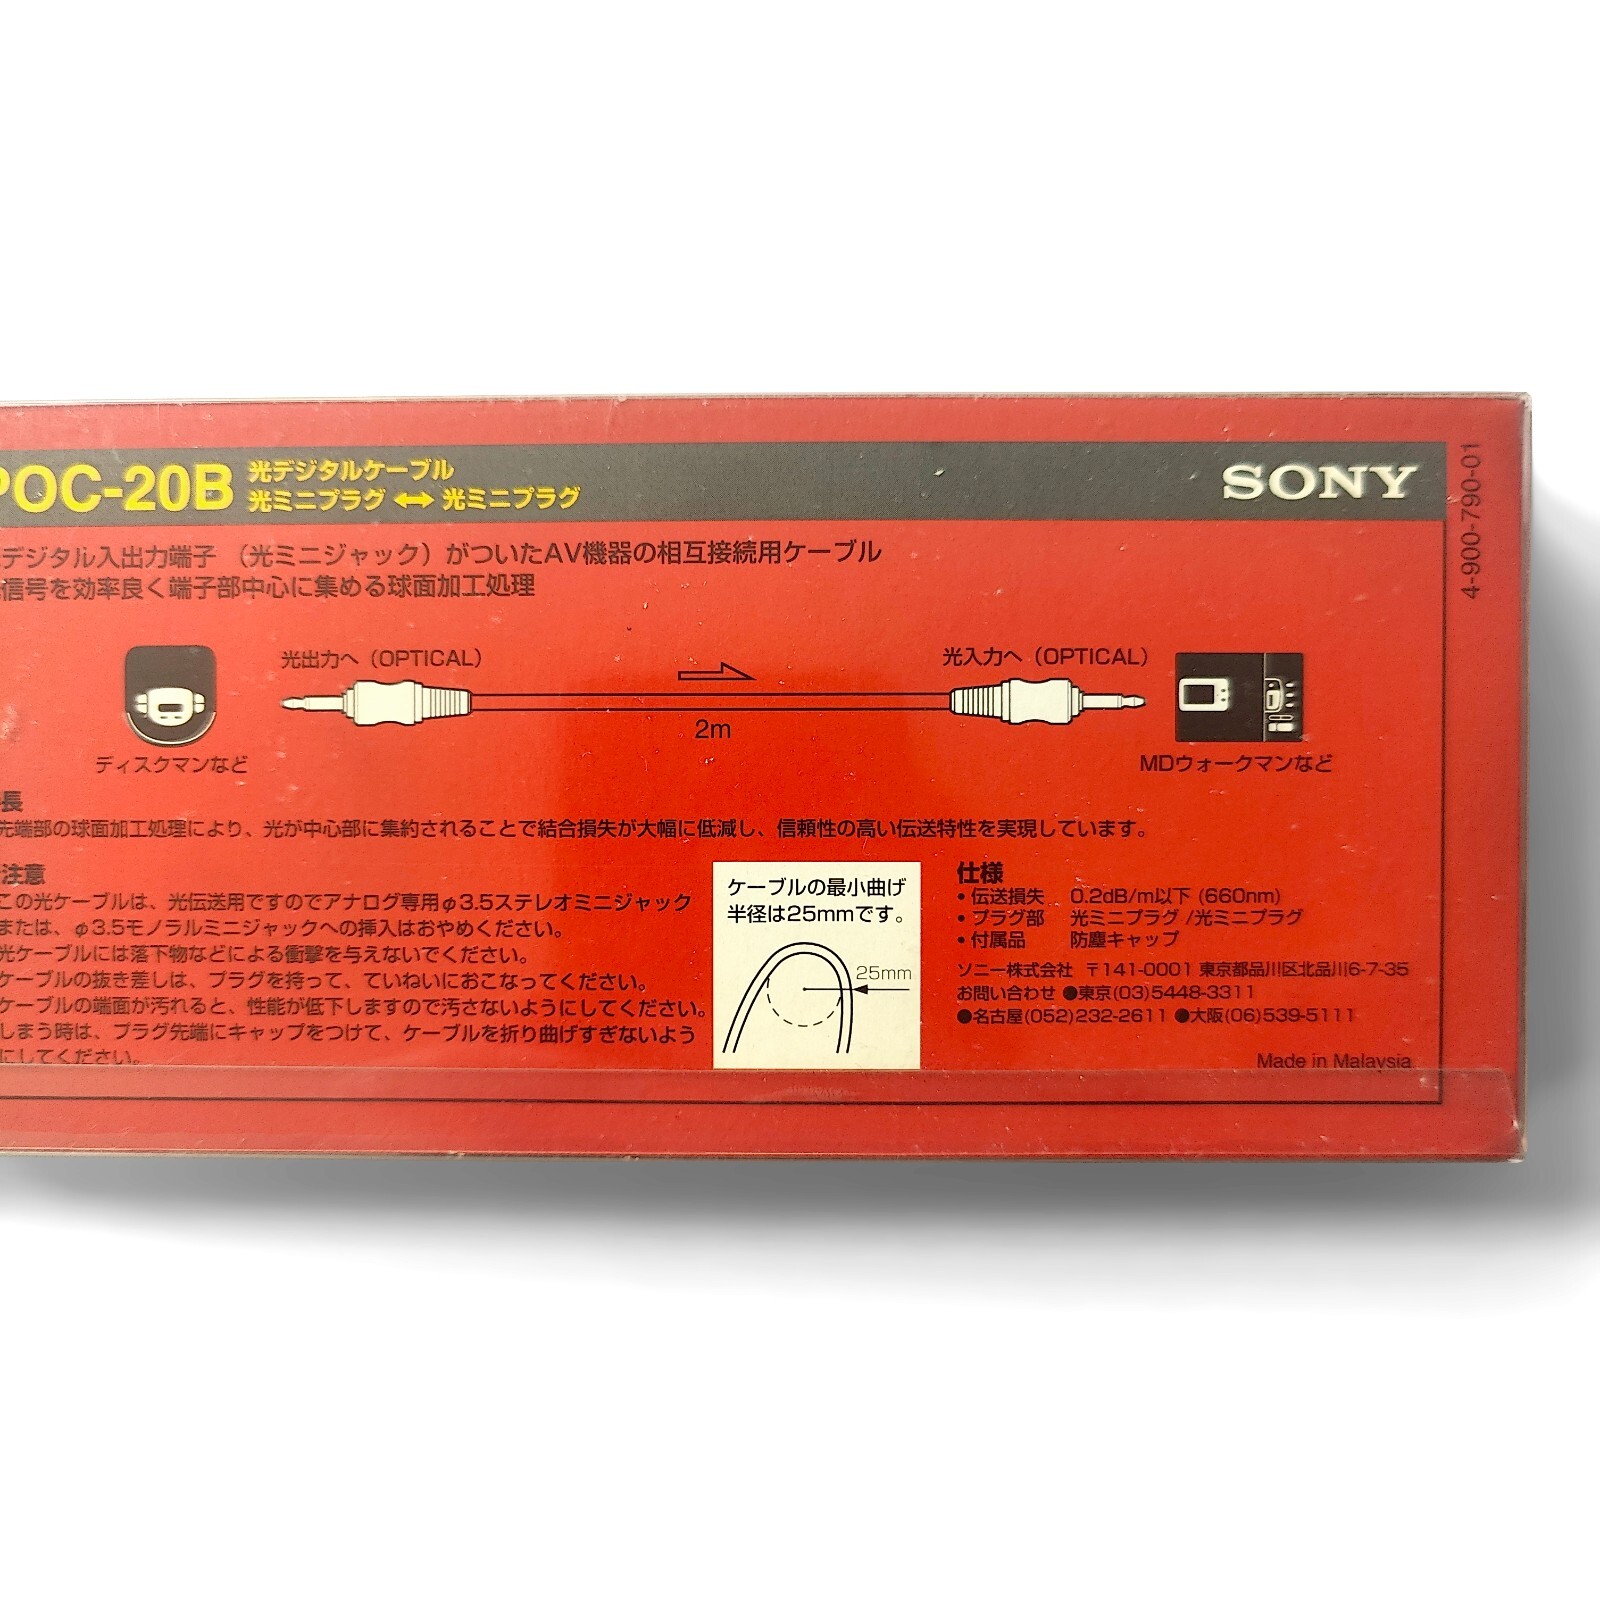 POC-20B 光デジタルケーブル
光ミニプラグ ↔ 光ミニプラグ
SONY
4-900-790-01
デジタル入出力端子 （光ミニジャック）がついたAV機器の相互接続用ケーブル
信号を効率良く端子部中心に集める球面加工処理
光出力へ（OPTICAL）
光入力へ（OPTICAL）
2m
ディスクマンなど
MDウォークマンなど
長
先端部の球面加工処理により、光が中心部に集約されることで結合損失が大幅に低減し、信頼性の高い伝送特性を実現しています。
注意
この光ケーブルは、光伝送用ですのでアナログ専用φ3.5ステレオミニジャック
または、φ3.5モノラルミニジャックへの挿入はおやめください。
光ケーブルには落下物などによる衝撃を与えないでください。
ケーブルの抜き差しは、プラグを持って、ていねいにおこなってください。
ケーブルの端面が汚れると、性能が低下しますので汚さないようにしてください。
しまう時は、プラグ先端にキャップをつけて、ケーブルを折り曲げすぎないよう
にしてください。
ケーブルの最小曲げ
半径は25mmです。
25mm
仕様
・伝送損失 0.2dB/m以下 (660nm)
・プラグ部 光ミニプラグ/光ミニプラグ
・付属品 防塵キャップ
ソニー株式会社 〒141-0001 東京都品川区北品川6-7-35
お問い合わせ ●東京(03)5448-3311
●名古屋(052)232-2611 ●大阪(06)539-5111
Made in Malaysia